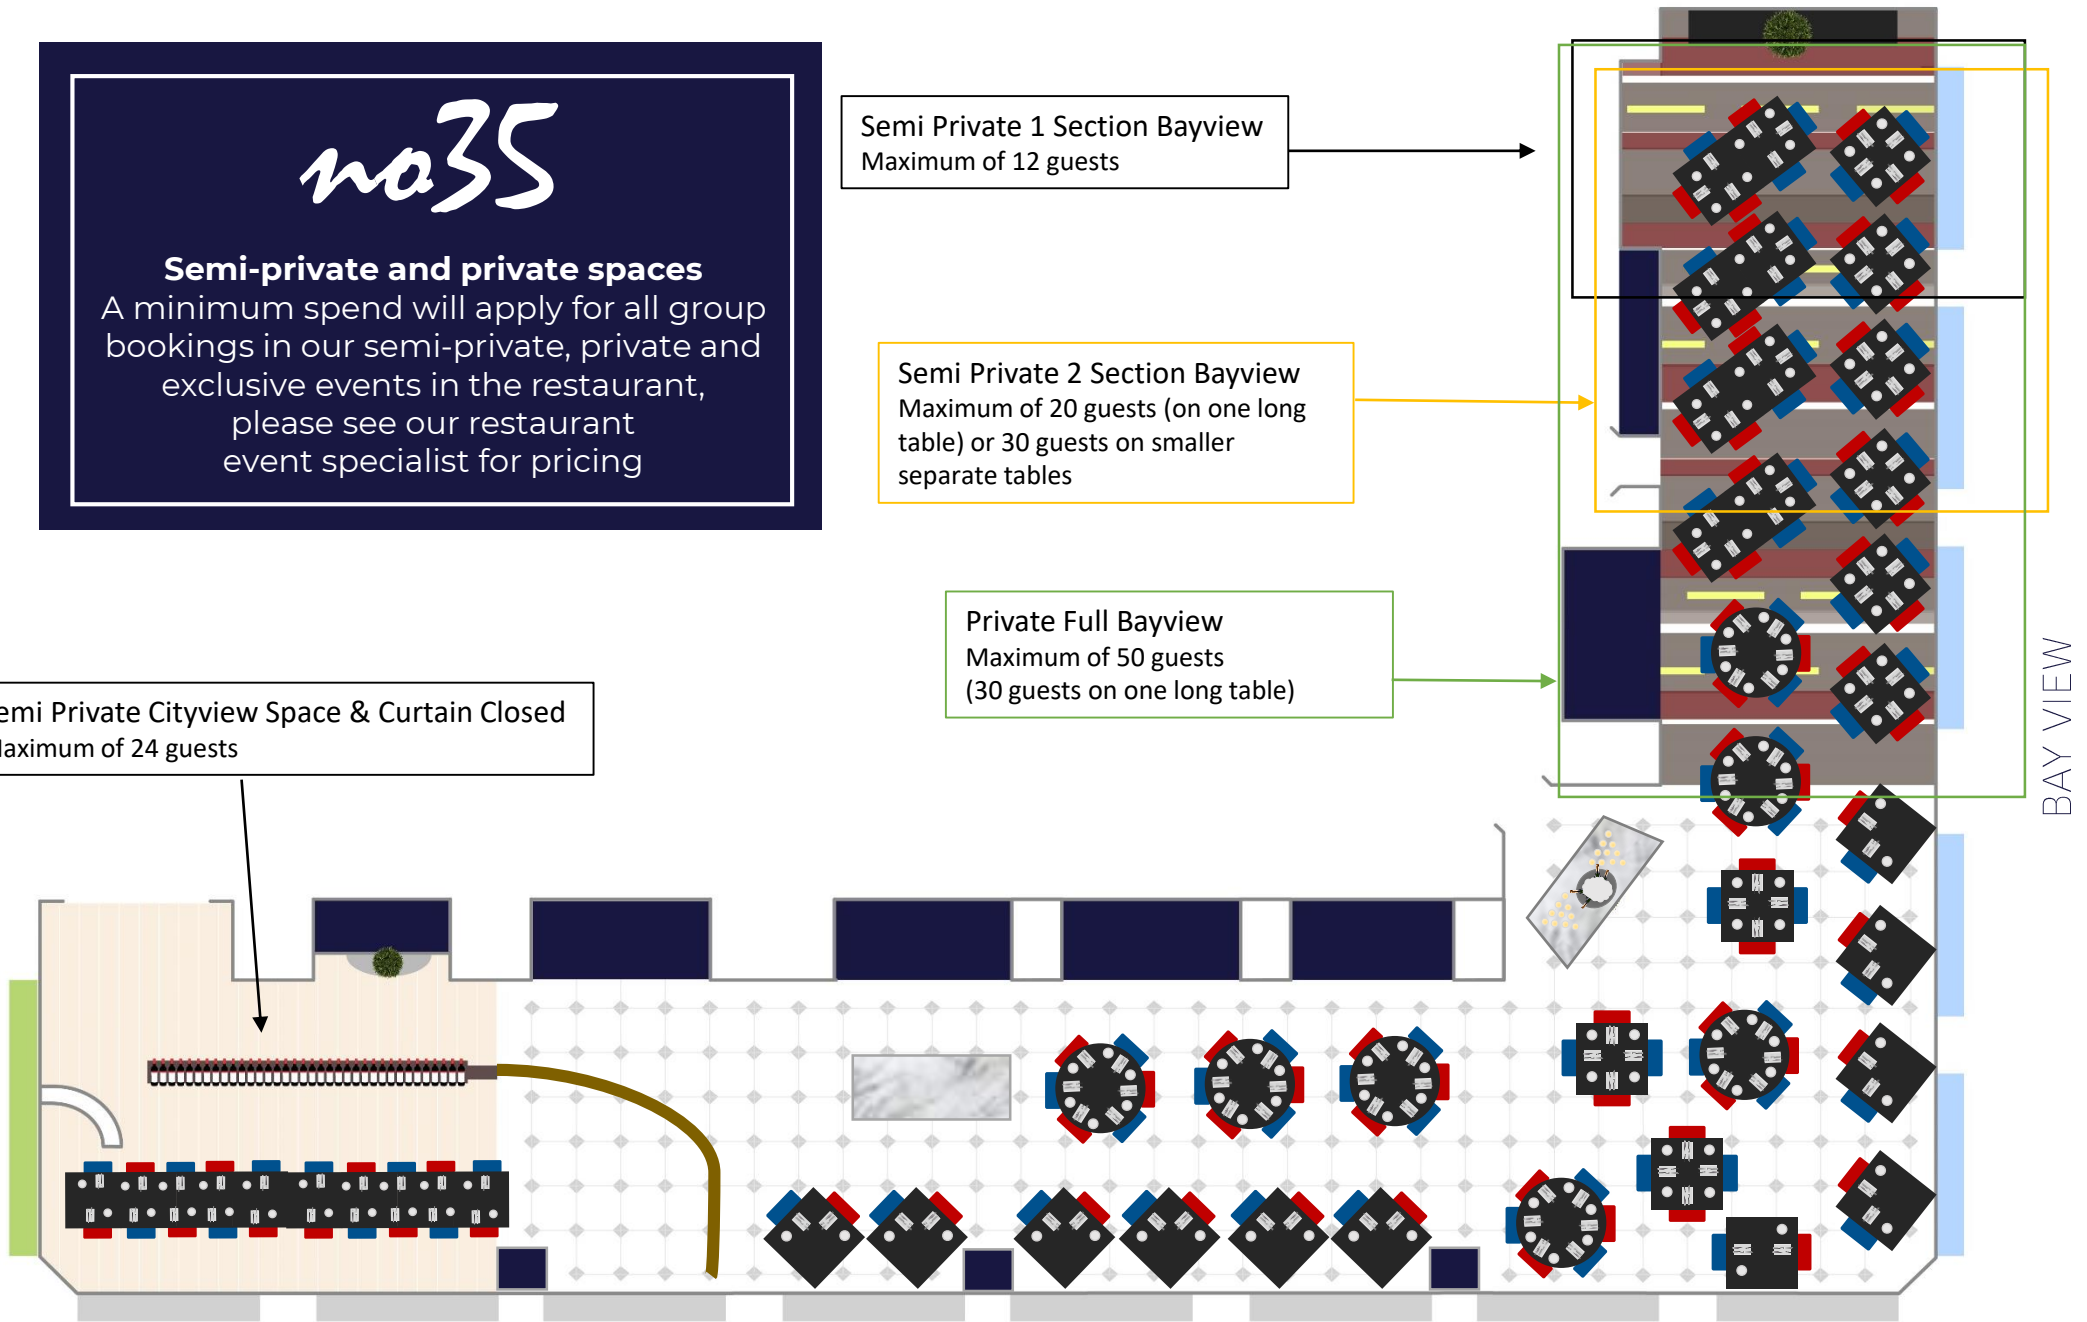 no35
Semi-private and private spaces
A minimum spend will apply for all group
bookings in our semi-private, private and
exclusive events in the restaurant,
please see our restaurant
event specialist for pricing
Semi Private 1 Section Bayview
Maximum of 12 guests
Semi Private 2 Section Bayview
Maximum of 20 guests (on one long
table) or 30 guests on smaller
separate tables
Private Full Bayview
Maximum of 50 guests
(30 guests on one long table)
emi Private Cityview Space & Curtain Closed
aximum of 24 guests
BAY VIEW